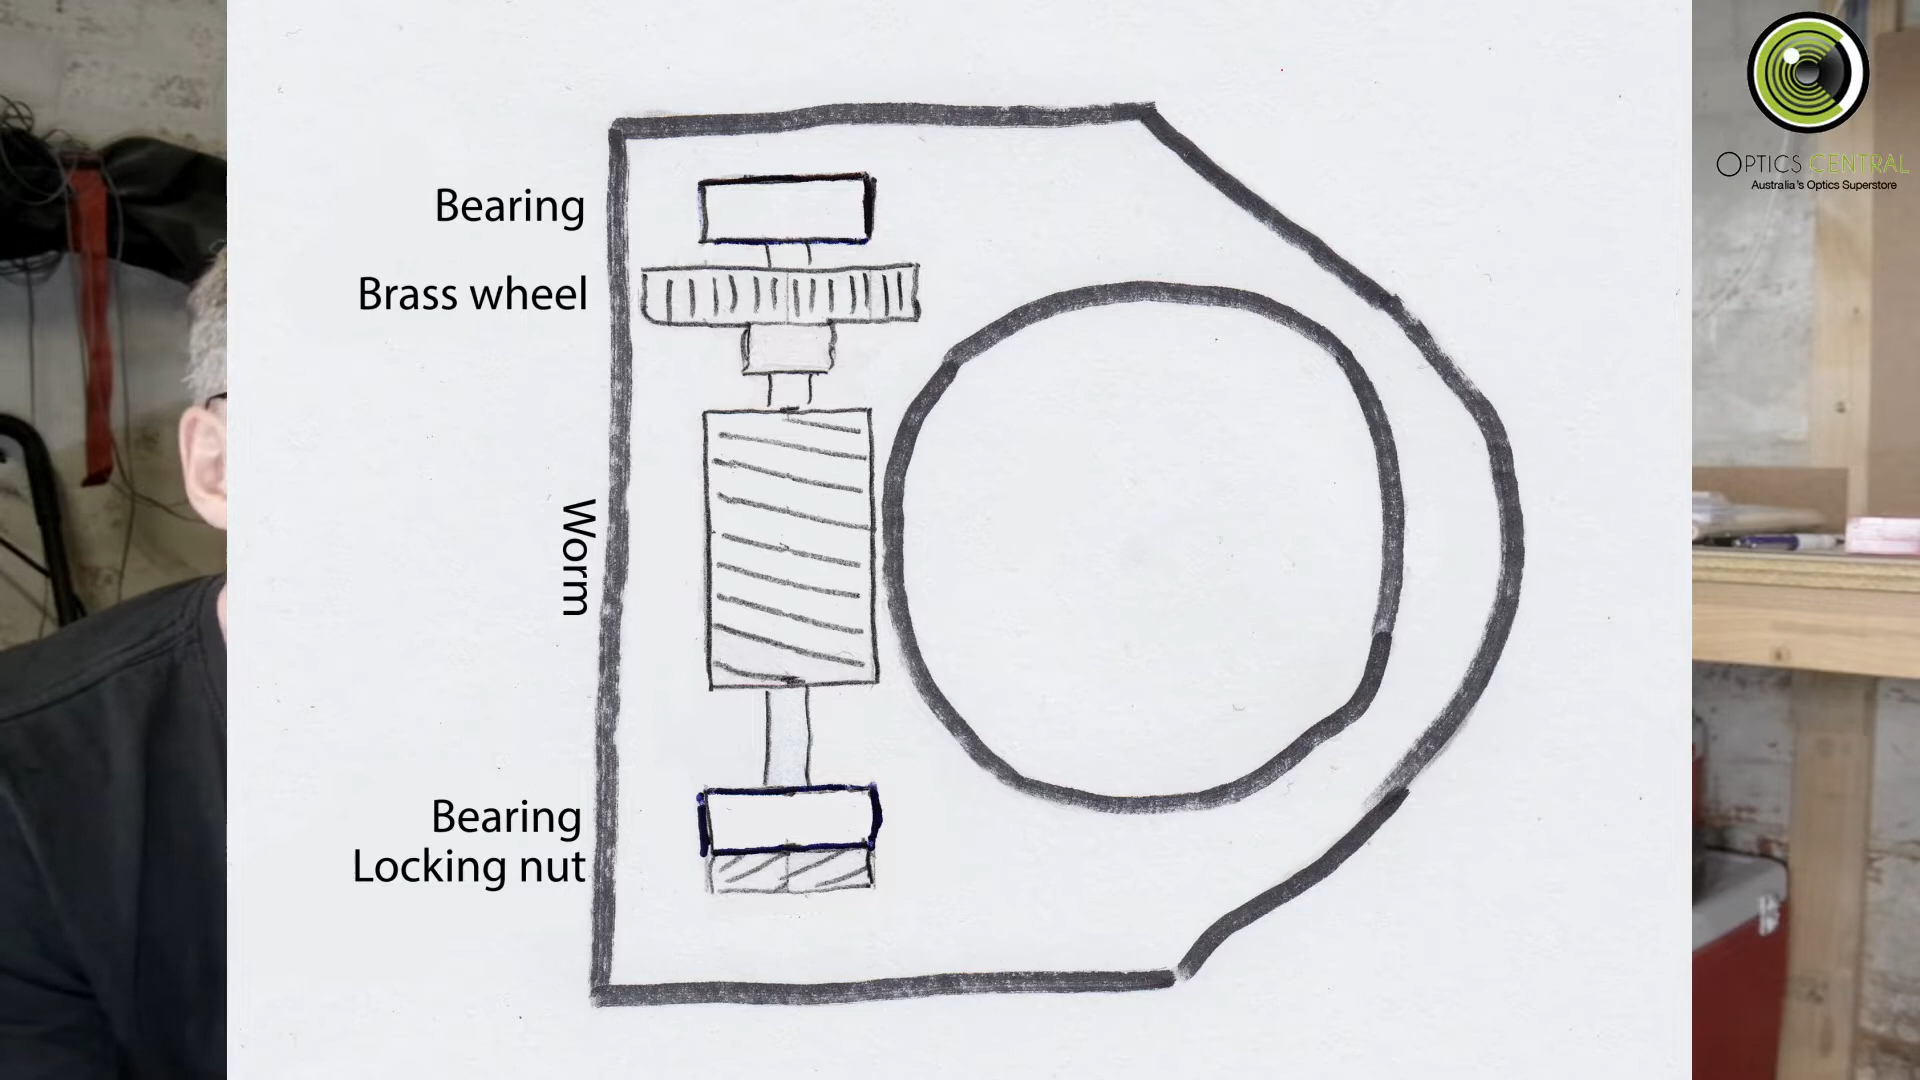 OPTICS CENTRAL
Australia's Optics Superstore
Bearing
Brass wheel
Worm
Bearing
Locking nut